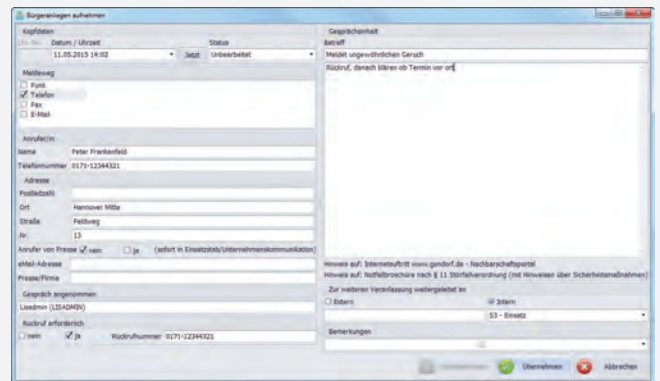 Bürgeranliegen aufnehmen
Kopfdaten
Datum / Uhrzeit
Status
11.05.2015 14:02
Jetzt
Unbearbeitet
Meldeweg
Funk
Telefon
Fax
E-Mail
Anrufer/in
Name
Peter Frankenfeld
Telefonnummer
0171-12344321
Adresse
Postleitzahl
Ort
Hannover Mitte
Straße
Feldweg
Nr.
13
Anrufer von Presse
nein
ja
(sofort in Einsatzstab/Unternehmenskommunikation)
eMail-Adresse
Presse/Firma
Gespräch angenommen
Lisadmin (LISADMIN)
Rückruf erforderlich
nein
ja
Rückrufnummer
0171-12344321
Gesprächseinheit
Betreff
Meldet ungewöhnlichen Geruch
Rückruf, danach klären ob Termin vor ort
Hinweis auf: Internetauftritt www.gendorf.de - Nachbarschaftsportal
Hinweis auf: Notfallbroschüre nach § 11 Störfallverordnung (mit Hinweisen über Sicherheitsmaßnahmen)
Zur weiteren Veranlassung weitergeleitet an
Extern
Intern
S3 - Einsatz
Bemerkungen
Übernehmen
Abbrechen